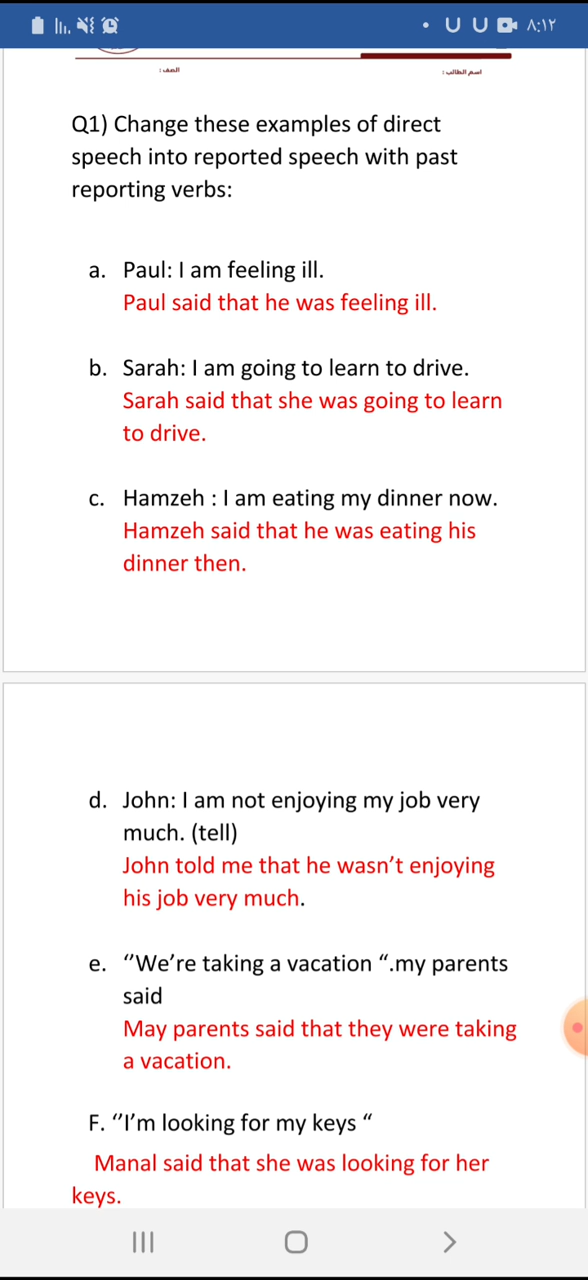 ٨:١٢
الصف :
اسم الطالب :
Q1) Change these examples of direct
speech into reported speech with past
reporting verbs:
a. Paul: I am feeling ill.
Paul said that he was feeling ill.
b. Sarah: I am going to learn to drive.
Sarah said that she was going to learn
to drive.
c. Hamzeh : I am eating my dinner now.
Hamzeh said that he was eating his
dinner then.
d. John: I am not enjoying my job very
much. (tell)
John told me that he wasn’t enjoying
his job very much.
e. ‘’We’re taking a vacation “.my parents
said
May parents said that they were taking
a vacation.
F. ‘’I’m looking for my keys “
Manal said that she was looking for her
keys.